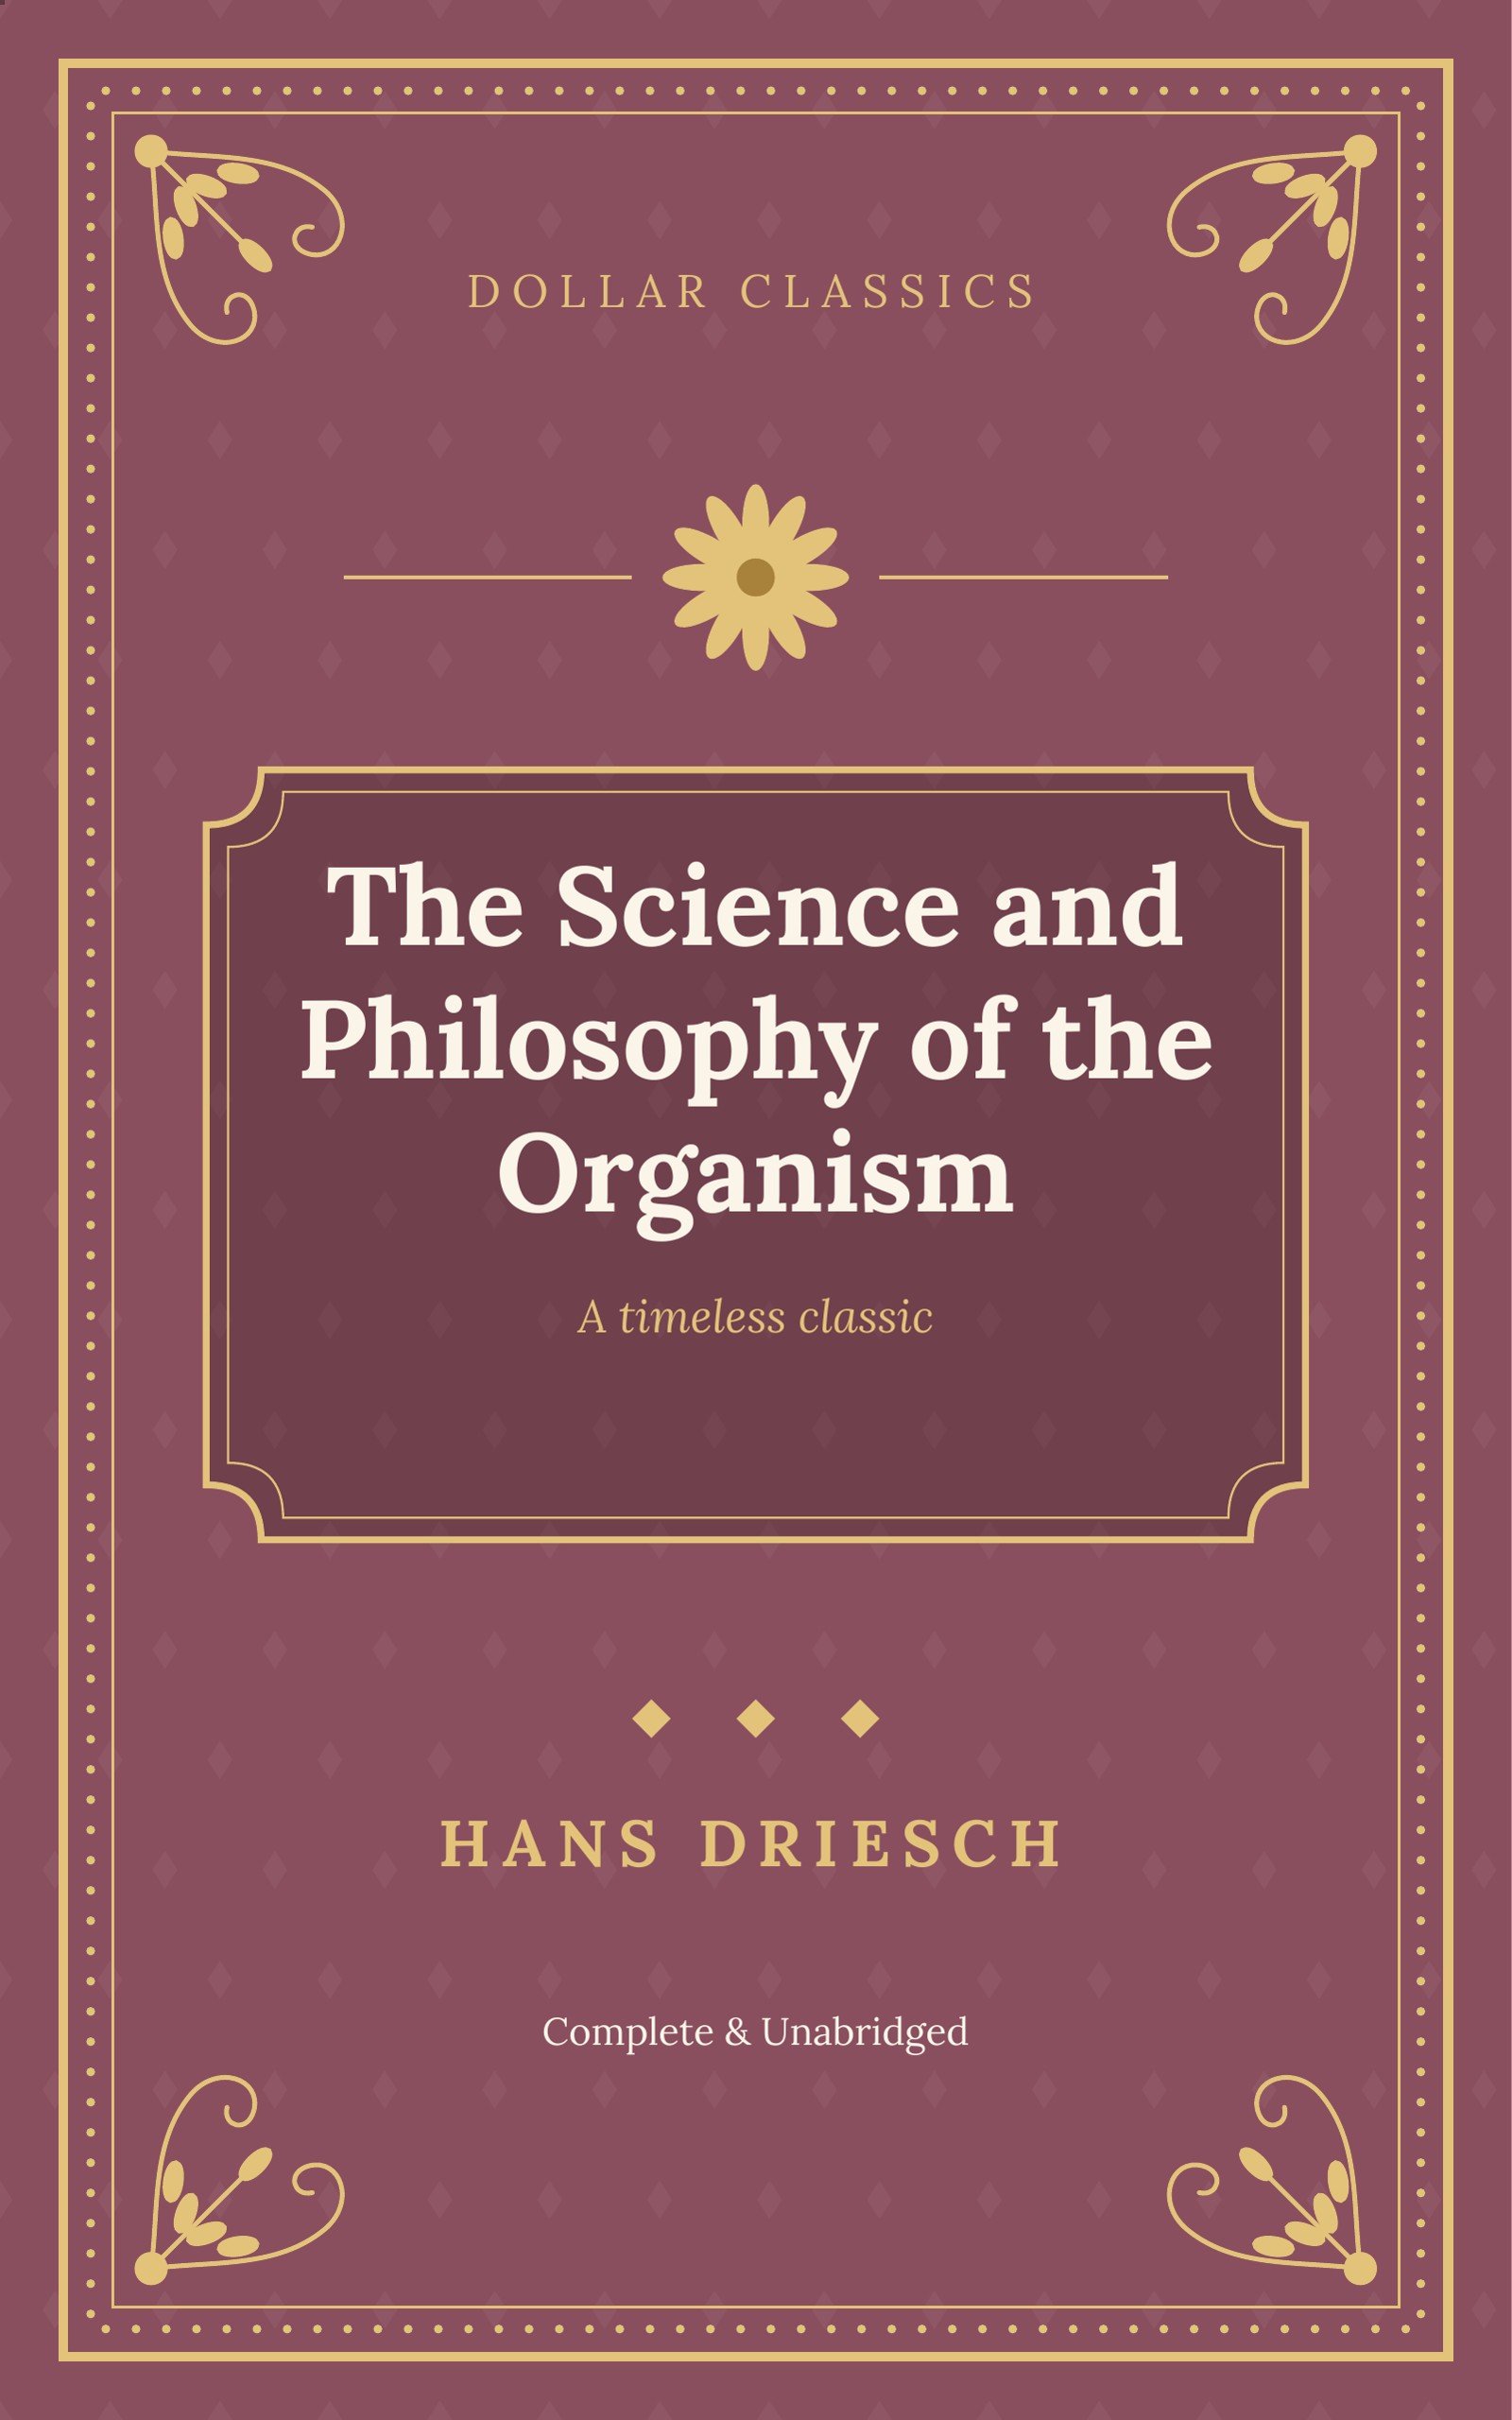 DOLLAR CLASSICS
The Science and
Philosophy of the
Organism
A timeless classic
HANS DRIESCH
Complete & Unabridged